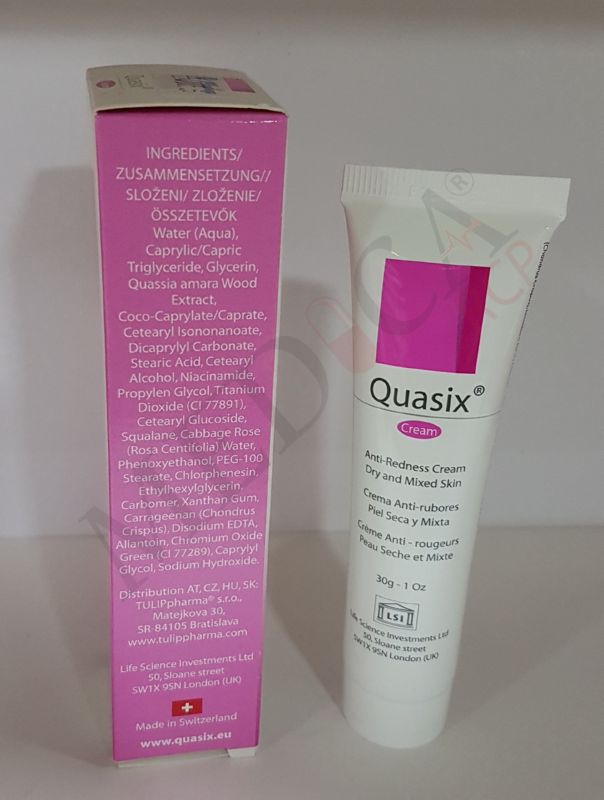 INGREDIENTS/
ZUSAMMENSETZUNG//
SLOŽENI/ ZLOŽENIE/
ÖSSZETEVŐK
Water (Aqua),
Caprylic/Capric
Triglyceride, Glycerin,
Quassia amara Wood
Extract,
Coco-Caprylate/Caprate,
Cetearyl Isononanoate,
Dicaprylyl Carbonate,
Stearic Acid, Cetearyl
Alcohol, Niacinamide,
Propylen Glycol, Titanium
Dioxide (CI 77891),
Cetearyl Glucoside,
Squalane, Cabbage Rose
(Rosa Centifolia) Water,
Phenoxyethanol, PEG-100
Stearate, Chlorphenesin,
Ethylhexylglycerin,
Carbomer, Xanthan Gum,
Carrageenan (Chondrus
Crispus), Disodium EDTA,
Allantoin, Chromium Oxide
Green (CI 77289), Caprylyl
Glycol, Sodium Hydroxide.
Distribution AT, CZ, HU, SK:
TULIPpharma® s.r.o.,
Matejkova 30,
SR-84105 Bratislava
www.tulippharma.com
Life Science Investments Ltd
50, Sloane street
SW1X 9SN London (UK)
Made in Switzerland
www.quasix.eu
Quasix®
Cream
Anti-Redness Cream
Dry and Mixed Skin
Crema Anti-rubores
Piel Seca y Mixta
Crème Anti - rougeurs
Peau Seche et Mixte
30g - 1 Oz
LSI
Life Science Investments Ltd
50, Sloane street
SW1X 9SN London (UK)
MEDICA®
CP